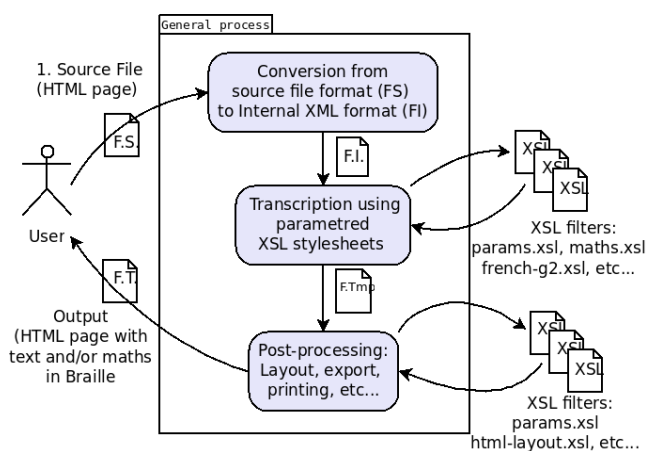 General process
1. Source File
(HTML page)
F.S.
Conversion from
source file format (FS)
to Internal XML format (FI)
F.I.
User
Transcription using
parametred
XSL stylesheets
XSL
XSL
XSL
XSL filters:
params.xsl, maths.xsl
french-g2.xsl, etc...
F.T.
F.Tmp
Output
(HTML page with
text and/or maths
in Braille
Post-processing:
Layout, export,
printing, etc...
XSL
XSL
XSL
XSL filters:
params.xsl
html-layout.xsl, etc...